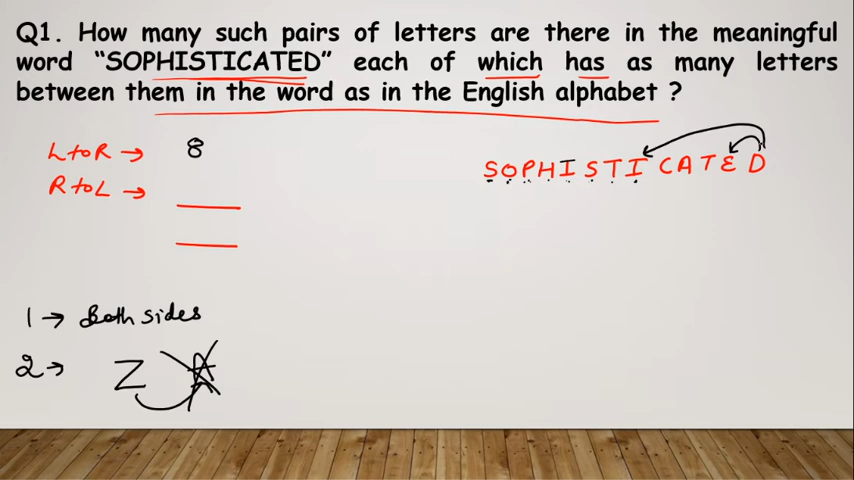 Q1. How many such pairs of letters are there in the meaningful
word “SOPHISTICATED” each of which has as many letters
between them in the word as in the English alphabet ?
L to R → 8
SOPHISTICATED
R to L →
1 → Both sides
2 → Z A